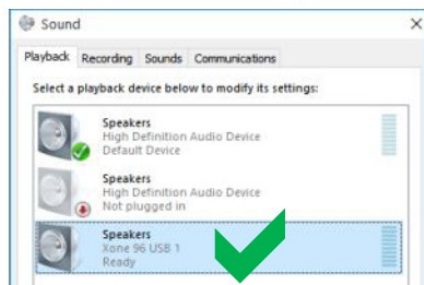 Sound
Playback Recording Sounds Communications
Select a playback device below to modify its settings:
Speakers
High Definition Audio Device
Default Device
Speakers
High Definition Audio Device
Not plugged in
Speakers
Xone 96 USB 1
Ready